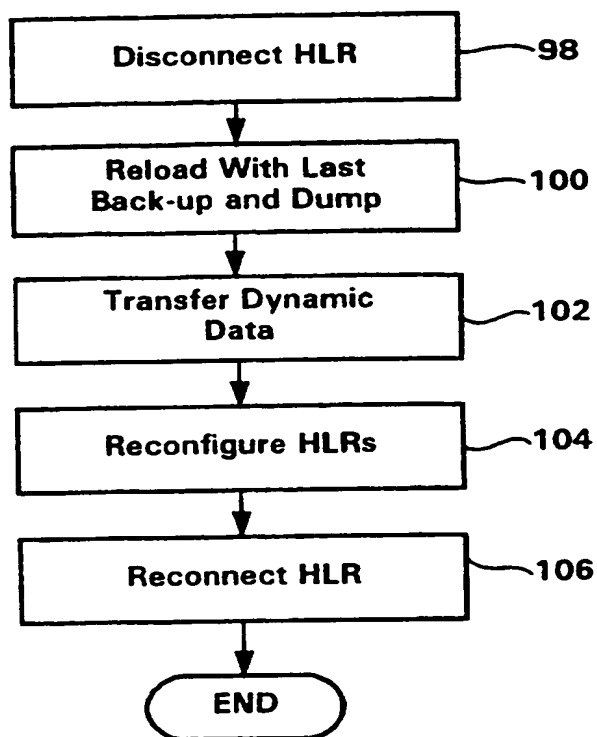 Disconnect HLR
98
Reload With Last
Back-up and Dump
100
Transfer Dynamic
Data
102
Reconfigure HLRs
104
Reconnect HLR
106
END